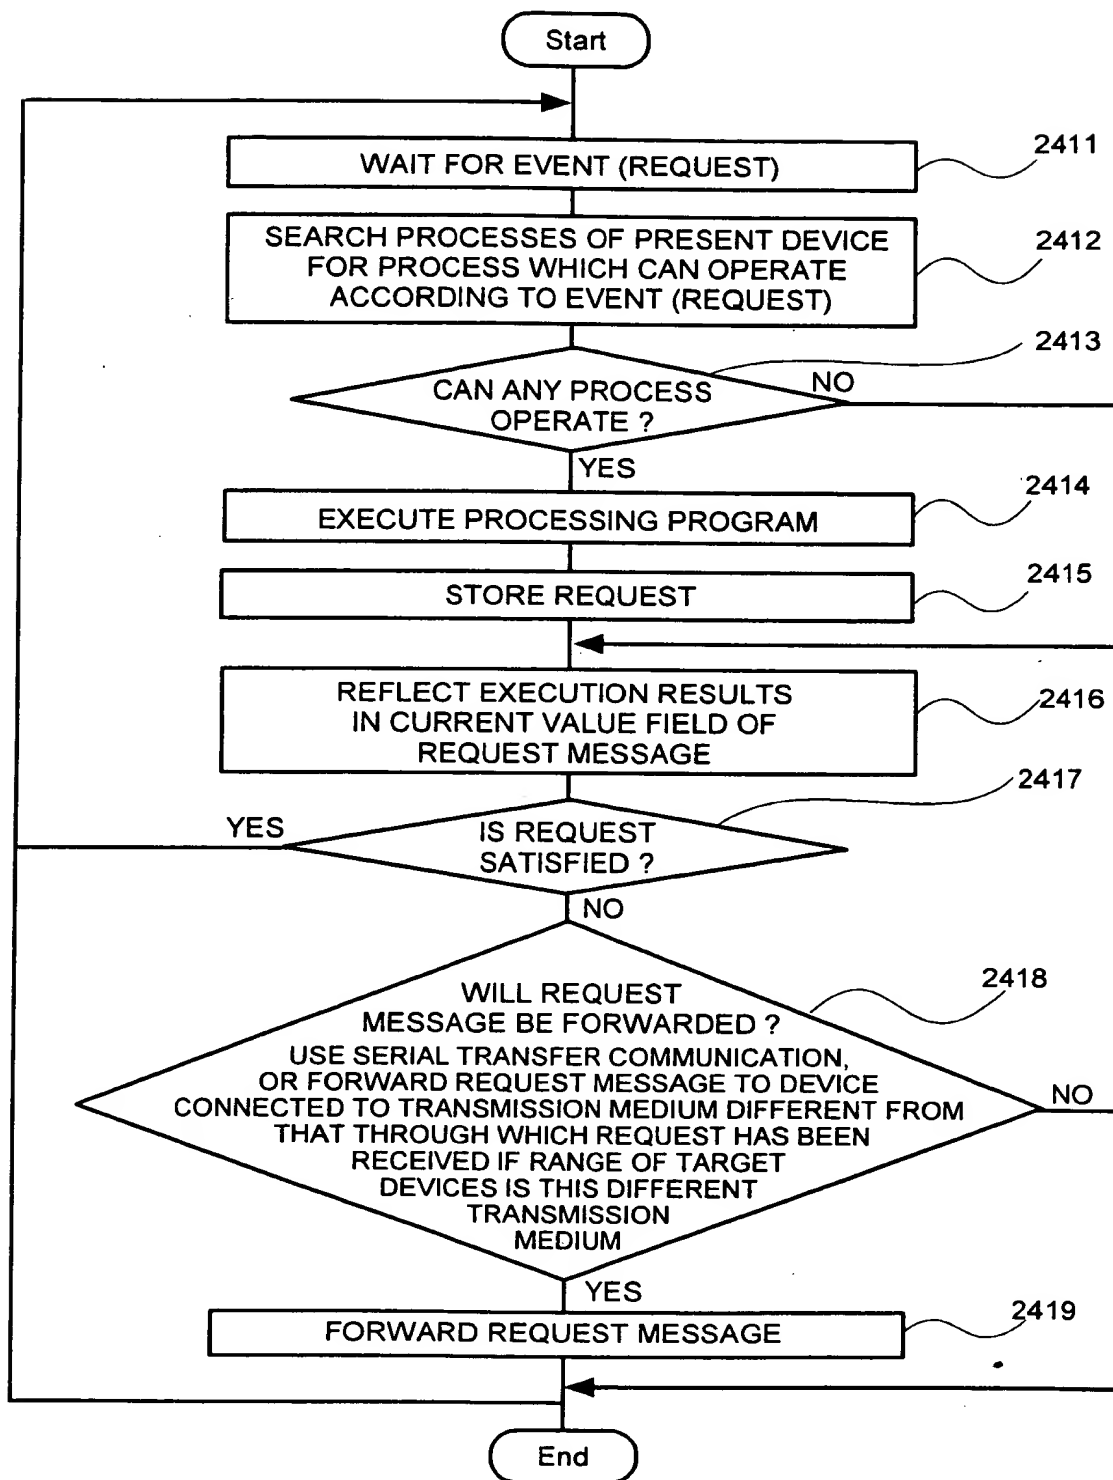 Start
WAIT FOR EVENT (REQUEST)
2411
SEARCH PROCESSES OF PRESENT DEVICE
FOR PROCESS WHICH CAN OPERATE
ACCORDING TO EVENT (REQUEST)
2412
2413
CAN ANY PROCESS
OPERATE ?
NO
YES
EXECUTE PROCESSING PROGRAM
2414
STORE REQUEST
2415
REFLECT EXECUTION RESULTS
IN CURRENT VALUE FIELD OF
REQUEST MESSAGE
2416
2417
YES
IS REQUEST
SATISFIED ?
NO
2418
WILL REQUEST
MESSAGE BE FORWARDED ?
USE SERIAL TRANSFER COMMUNICATION,
OR FORWARD REQUEST MESSAGE TO DEVICE
CONNECTED TO TRANSMISSION MEDIUM DIFFERENT FROM
THAT THROUGH WHICH REQUEST HAS BEEN
RECEIVED IF RANGE OF TARGET
DEVICES IS THIS DIFFERENT
TRANSMISSION
MEDIUM
NO
YES
FORWARD REQUEST MESSAGE
2419
End